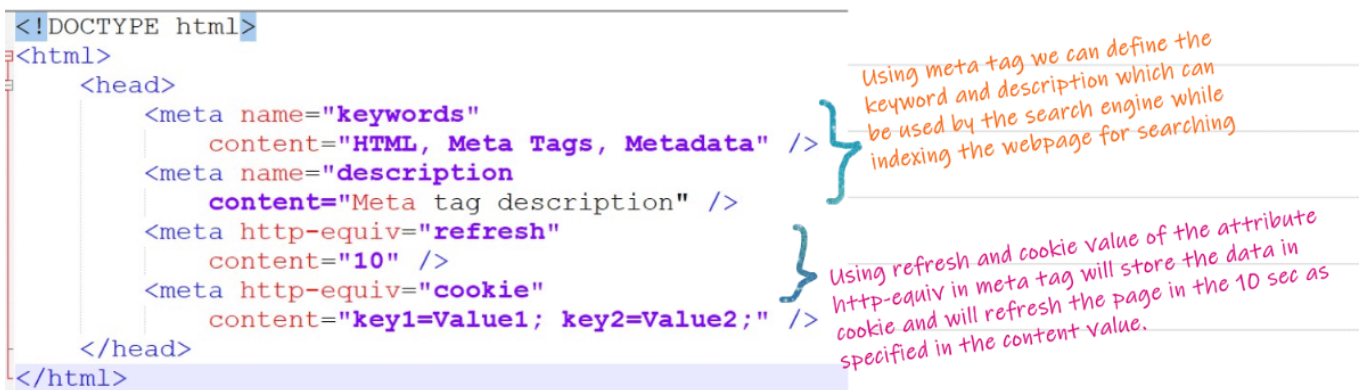 <!DOCTYPE html>
<html>
<head>
<meta name="keywords"
content="HTML, Meta Tags, Metadata" />
<meta name="description
content="Meta tag description" />
<meta http-equiv="refresh"
content="10" />
<meta http-equiv="cookie"
content="key1=Value1; key2=Value2;" />
</head>
</html>
Using meta tag we can define the
keyword and description which can
be used by the search engine while
indexing the webpage for searching
Using refresh and cookie value of the attribute
http-equiv in meta tag will store the data in
cookie and will refresh the page in the 10 sec as
specified in the content value.